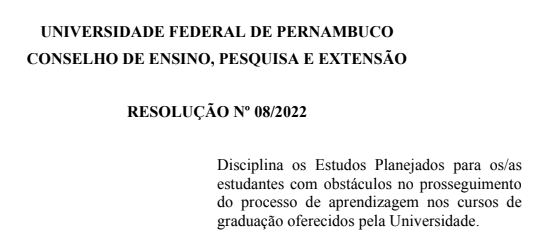 UNIVERSIDADE FEDERAL DE PERNAMBUCO
CONSELHO DE ENSINO, PESQUISA E EXTENSÃO
RESOLUÇÃO Nº 08/2022
Disciplina os Estudos Planejados para os/as
estudantes com obstáculos no prosseguimento
do processo de aprendizagem nos cursos de
graduação oferecidos pela Universidade.